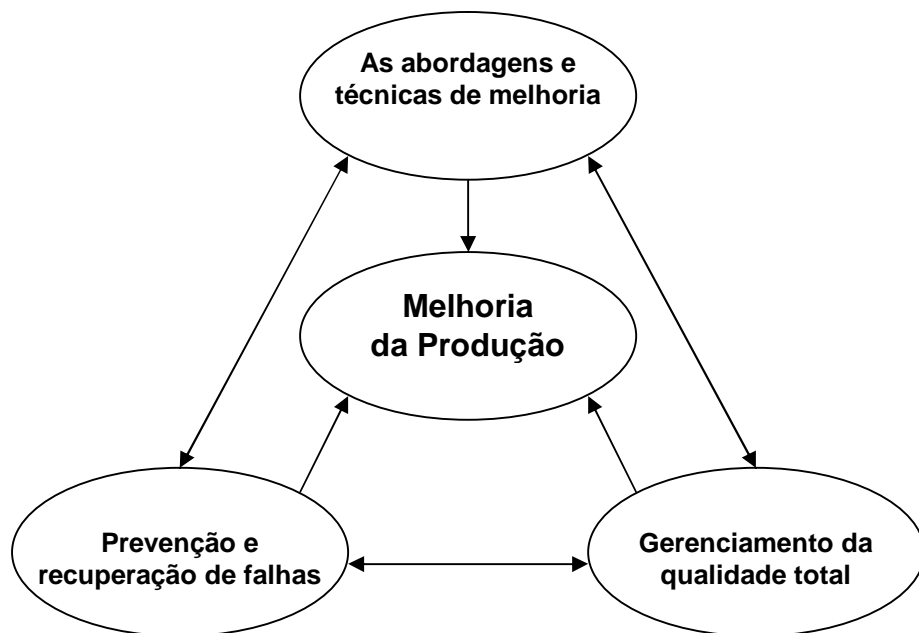 As abordagens e
técnicas de melhoria
Melhoria
da Produção
Prevenção e
recuperação de falhas
Gerenciamento da
qualidade total